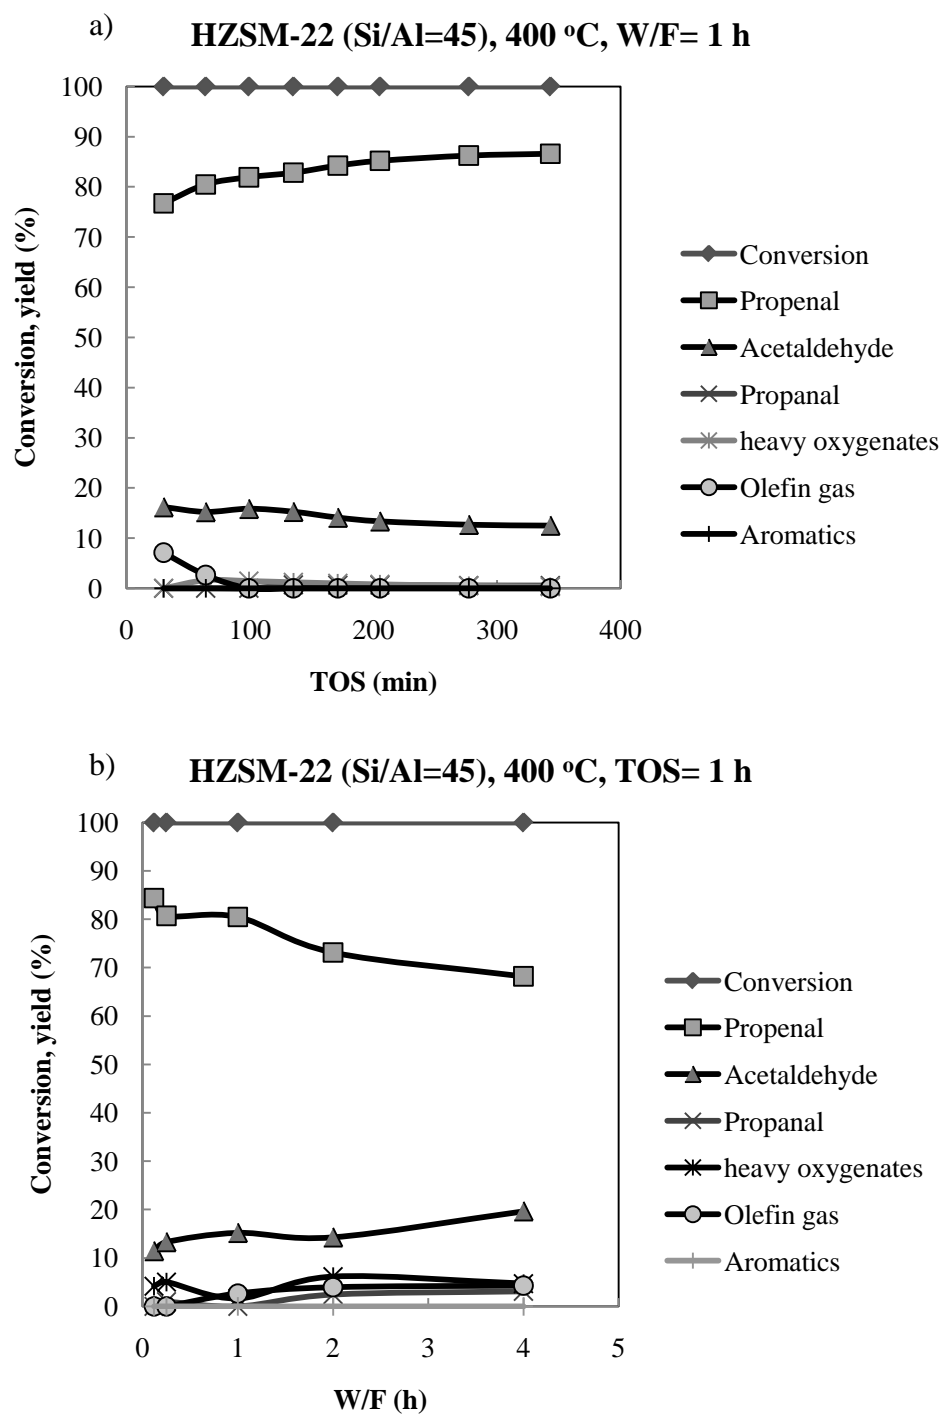 a)
HZSM-22 (Si/Al=45), 400 °C, W/F= 1 h
100
90
80
70
60
50
40
30
20
10
0
Conversion, yield (%)
0 100 200 300 400
TOS (min)
Conversion
Propenal
Acetaldehyde
Propanal
heavy oxygenates
Olefin gas
Aromatics
b)
HZSM-22 (Si/Al=45), 400 °C, TOS= 1 h
100
90
80
70
60
50
40
30
20
10
0
Conversion, yield (%)
0 1 2 3 4 5
W/F (h)
Conversion
Propenal
Acetaldehyde
Propanal
heavy oxygenates
Olefin gas
Aromatics